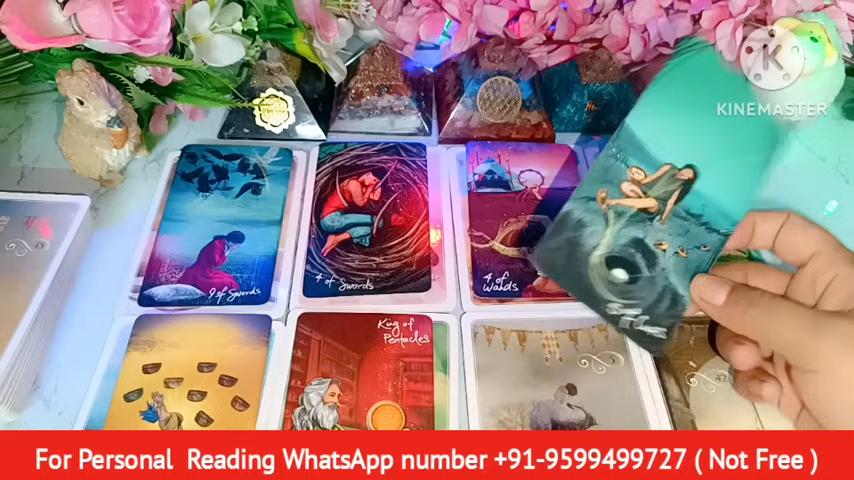 KINEMASTER
9 of Swords
4 of Swords
4 of Wands
King of
Pentacles
42
For Personal Reading WhatsApp number +91-9599499727 ( Not Free )